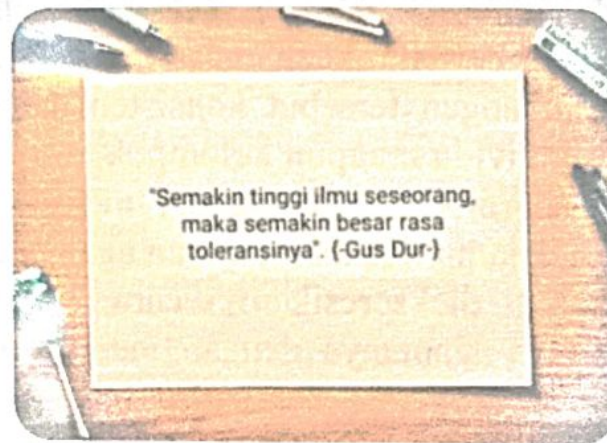 "Semakin tinggi ilmu seseorang,
maka semakin besar rasa
toleransinya". {-Gus Dur-}